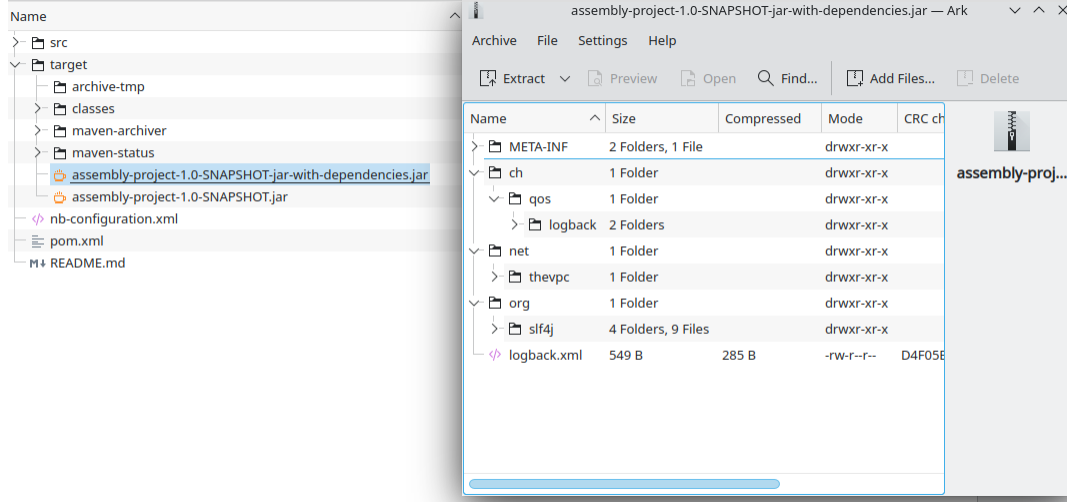 Name
src
target
archive-tmp
classes
maven-archiver
maven-status
assembly-project-1.0-SNAPSHOT-jar-with-dependencies.jar
assembly-project-1.0-SNAPSHOT.jar
nb-configuration.xml
pom.xml
README.md
assembly-project-1.0-SNAPSHOT-jar-with-dependencies.jar — Ark
Archive File Settings Help
Extract Preview Open Find... Add Files... Delete
Name Size Compressed Mode CRC ch
META-INF 2 Folders, 1 File drwxr-xr-x
ch 1 Folder drwxr-xr-x
qos 1 Folder drwxr-xr-x
logback 2 Folders drwxr-xr-x
net 1 Folder drwxr-xr-x
thevpc 1 Folder drwxr-xr-x
org 1 Folder drwxr-xr-x
slf4j 4 Folders, 9 Files drwxr-xr-x
logback.xml 549 B 285 B -rw-r--r-- D4F05E
assembly-proj...